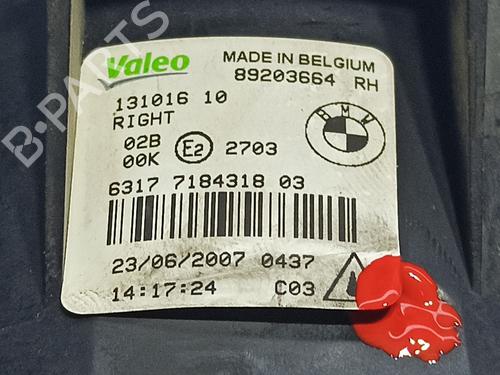 B-PARTS
Valeo
MADE IN BELGIUM
89203664 RH
131016 10
RIGHT
02B
00K
E2
2703
BMW
6317 7184318 03
23/06/2007 0437
14:17:24 C03